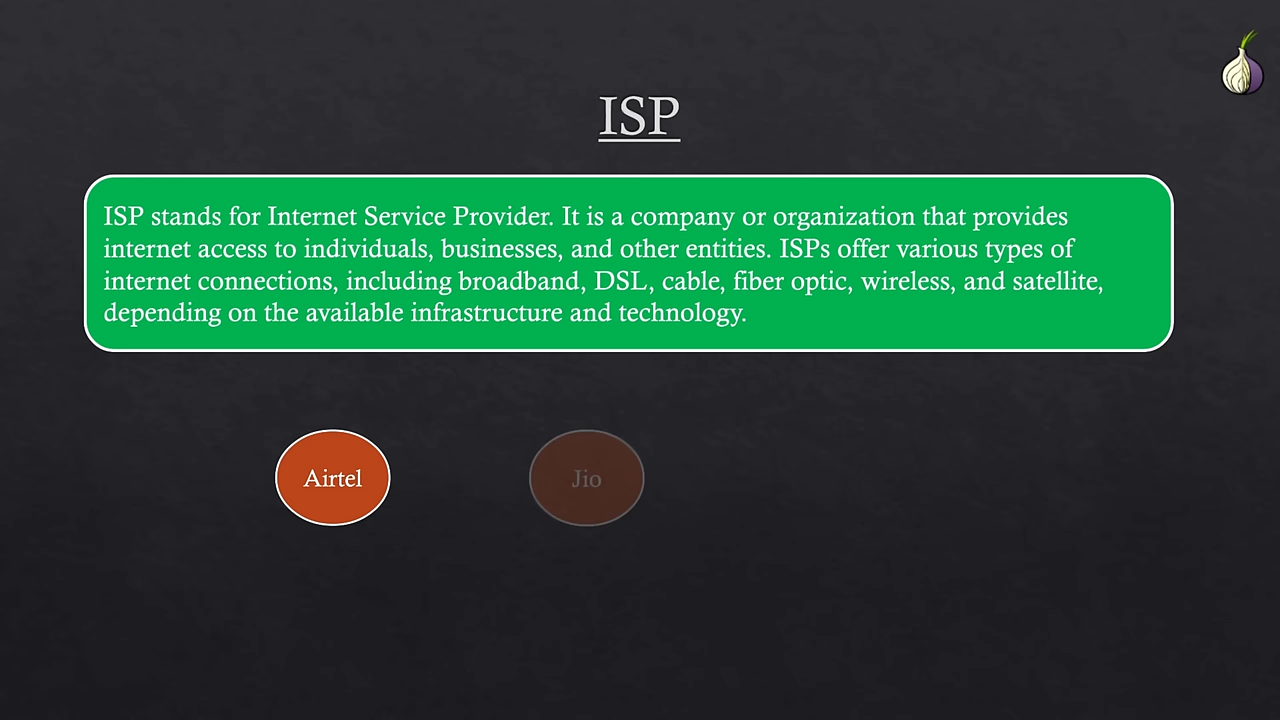 ISP
ISP stands for Internet Service Provider. It is a company or organization that provides
internet access to individuals, businesses, and other entities. ISPs offer various types of
internet connections, including broadband, DSL, cable, fiber optic, wireless, and satellite,
depending on the available infrastructure and technology.
Airtel
Jio